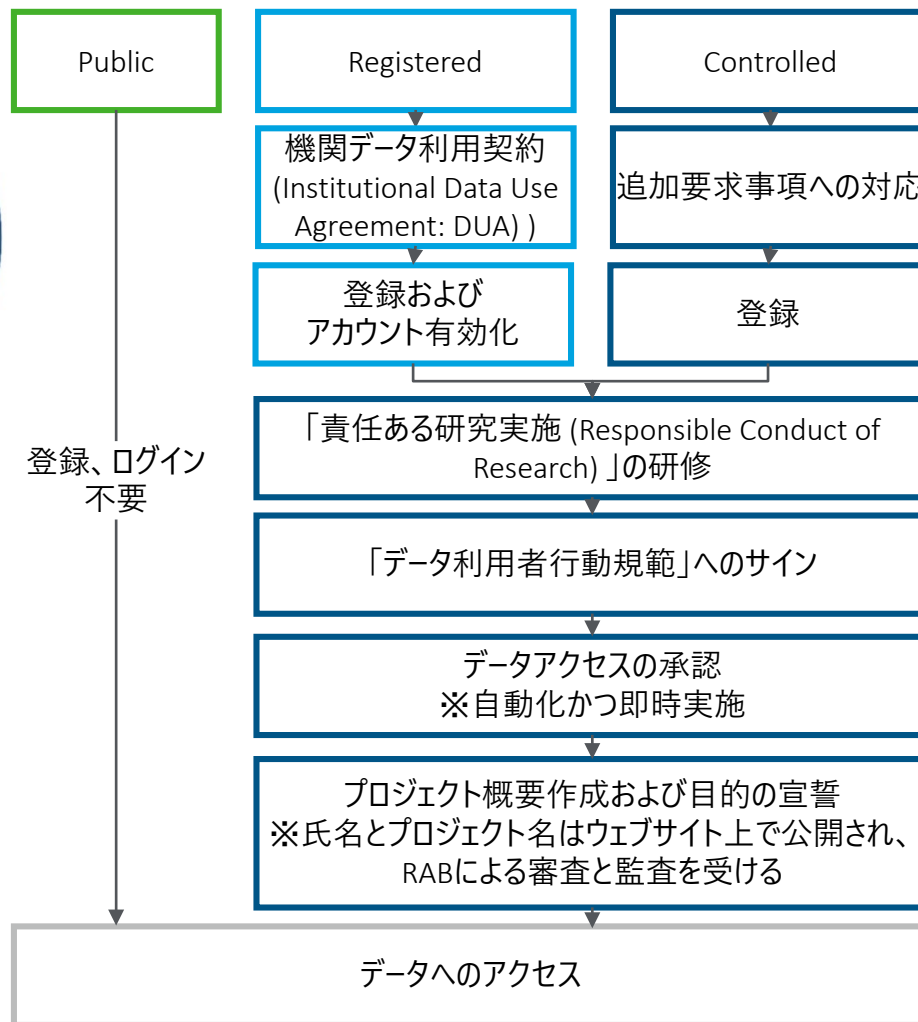 Public
Registered
Controlled
機関データ利用契約
(Institutional Data Use
Agreement: DUA) )
追加要求事項への対応
登録および
アカウント有効化
登録
「責任ある研究実施 (Responsible Conduct of
Research) 」の研修
登録、ログイン
不要
「データ利用者行動規範」へのサイン
データアクセスの承認
※自動化かつ即時実施
プロジェクト概要作成および目的の宣誓
※氏名とプロジェクト名はウェブサイト上で公開され、
RABによる審査と監査を受ける
データへのアクセス